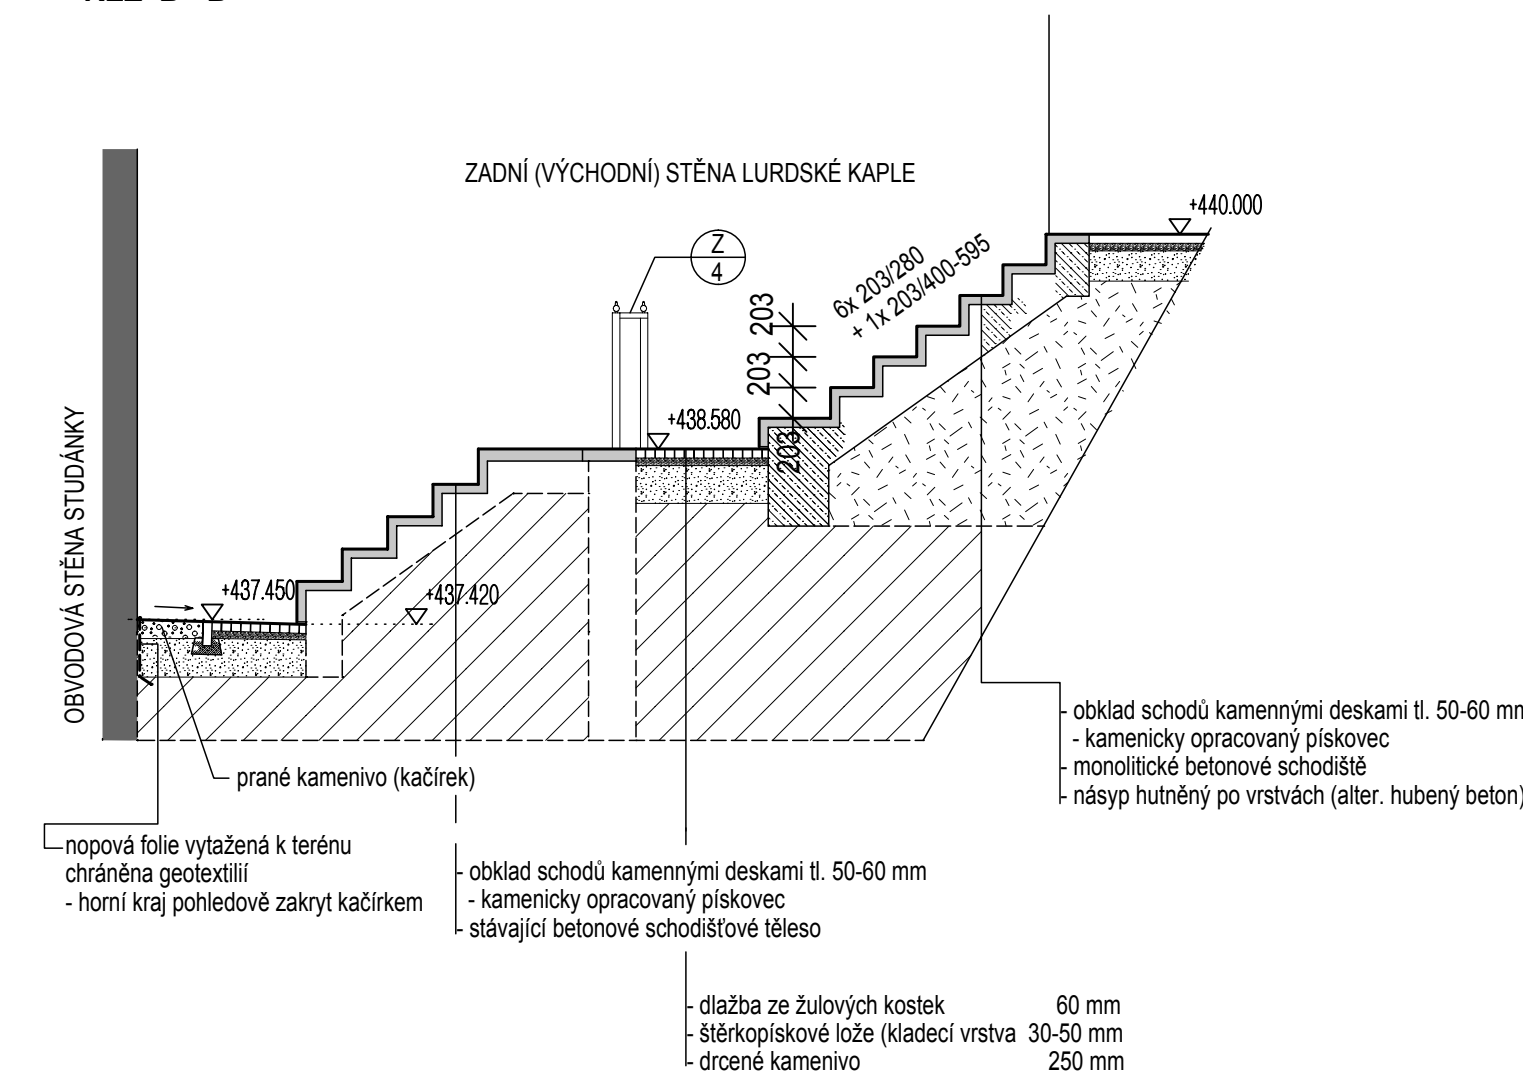 ZADNÍ (VÝCHODNÍ) STĚNA LURDSKÉ KAPLE
+440.000
Z
4
6x 203/280
+ 1x 203/400-595
203
203
203
+438.580
OBVODOVÁ STĚNA STUDÁNKY
+437.450
+437.420
- obklad schodů kamennými deskami tl. 50-60 mm
- kamenicky opracovaný pískovec
- monolitické betonové schodiště
- násyp hutněný po vrstvách (alter. hubený beton)
prané kamenivo (kačírek)
nopová folie vytažená k terénu
chráněna geotextilií
- horní kraj pohledově zakryt kačírkem
- obklad schodů kamennými deskami tl. 50-60 mm
- kamenicky opracovaný pískovec
- stávající betonové schodišťové těleso
- dlažba ze žulových kostek 60 mm
- štěrkopískové lože (kladecí vrstva 30-50 mm
- drcené kamenivo 250 mm